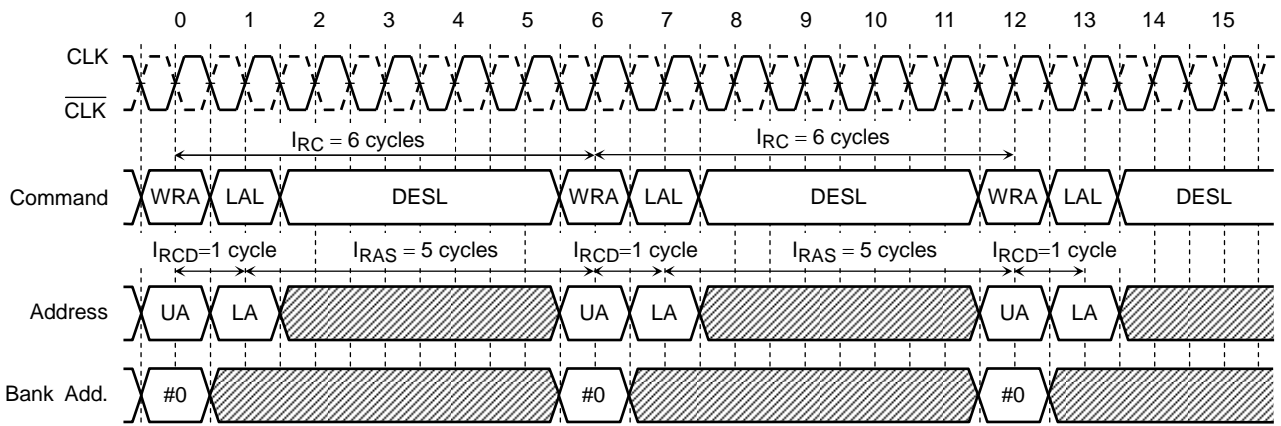 0 1 2 3 4 5 6 7 8 9 10 11 12 13 14 15
CLK
CLK
IRC = 6 cycles IRC = 6 cycles
Command WRA LAL DESL WRA LAL DESL WRA LAL DESL
IRCD=1 cycle IRAS = 5 cycles IRCD=1 cycle IRAS = 5 cycles IRCD=1 cycle
Address UA LA UA LA UA LA
Bank Add. #0 #0 #0